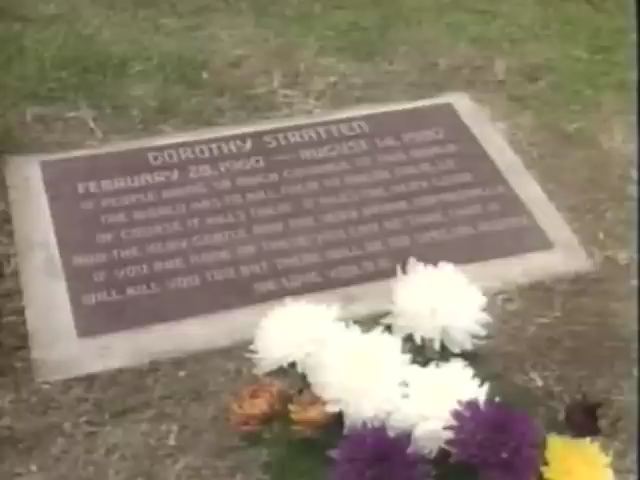 DOROTHY STRATTEN
FEBRUARY 28, 1960 — AUGUST 14, 1980
IF PEOPLE BRING SO MUCH COURAGE TO THIS WORLD
THE WORLD HAS TO KILL THEM TO BREAK
OF COURSE IT KILLS THEM IT KILLS THE VERY GOOD
AND THE VERY GENTLE AND THE VERY BRAVE IMPARTIALLY
IF YOU ARE NONE OF THESE YOU CAN BE SURE THAT IT
WILL KILL YOU TOO BUT THERE WILL BE NO SPECIAL HURRY
WE LOVE YOU